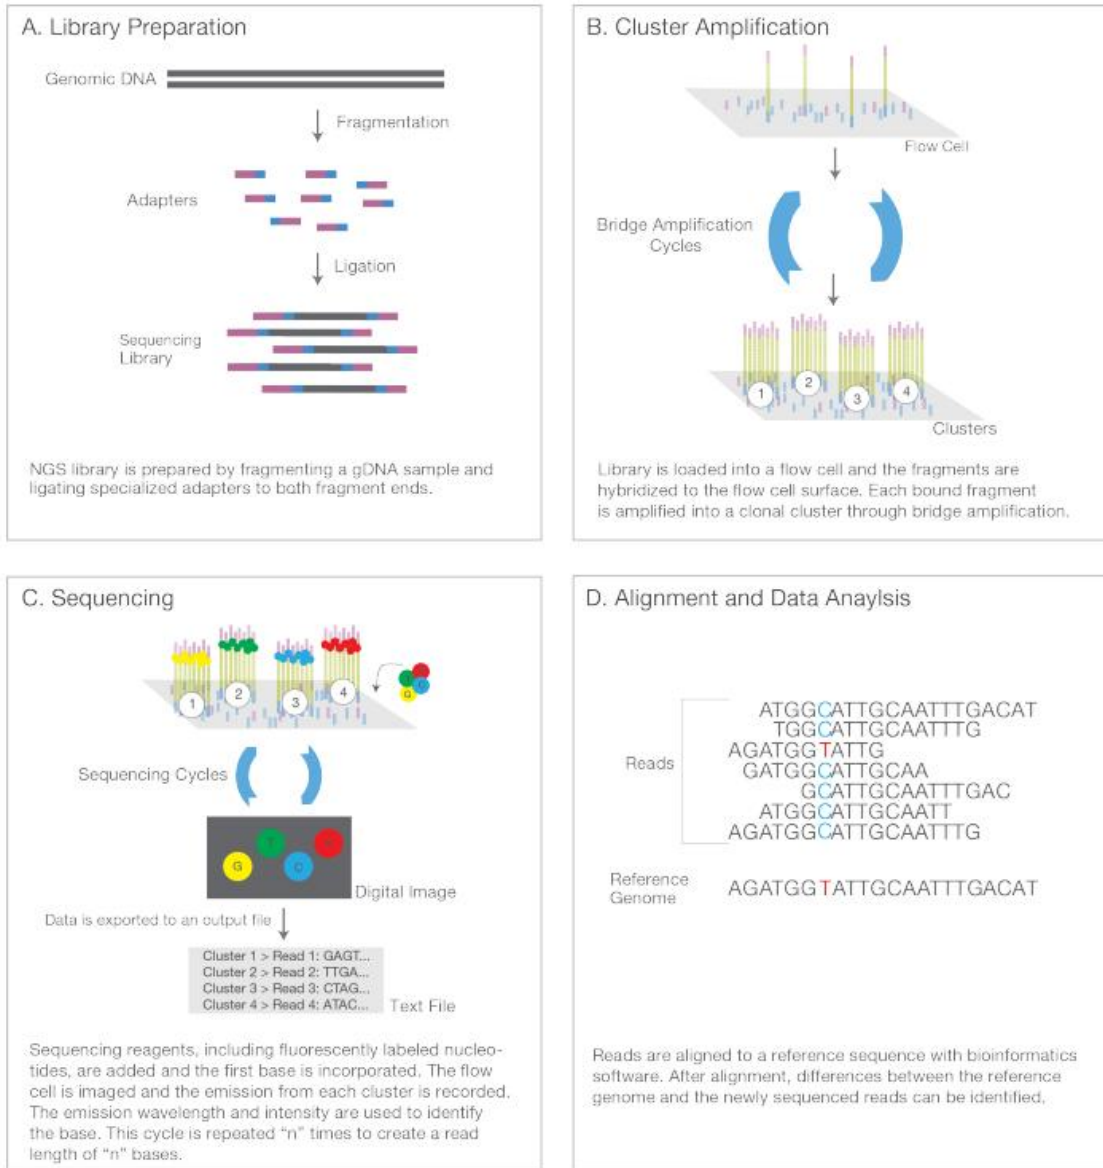 A. Library Preparation
Genomic DNA
Fragmentation
Adapters
Ligation
Sequencing
Library
NGS library is prepared by fragmenting a gDNA sample and
ligating specialized adapters to both fragment ends.
B. Cluster Amplification
Flow Cell
Bridge Amplification
Cycles
1
2
3
4
Clusters
Library is loaded into a flow cell and the fragments are
hybridized to the flow cell surface. Each bound fragment
is amplified into a clonal cluster through bridge amplification.
C. Sequencing
1
2
3
4
G
Sequencing Cycles
G
C
Digital Image
Data is exported to an output file
Cluster 1 > Read 1: GAGT...
Cluster 2 > Read 2: TTGA...
Cluster 3 > Read 3: CTAG...
Cluster 4 > Read 4: ATAC...
Text File
Sequencing reagents, including fluorescently labeled nucleo-
tides, are added and the first base is incorporated. The flow
cell is imaged and the emission from each cluster is recorded.
The emission wavelength and intensity are used to identify
the base. This cycle is repeated “n” times to create a read
length of “n” bases.
D. Alignment and Data Anaylsis
ATGGCATTGCAATTTGACAT
TGGCATTGCAATTTG
AGATGGTATTG
Reads
GATGGCATTGCAA
GCATTGCAATTTGAC
ATGGCATTGCAATT
AGATGGCATTGCAATTTG
Reference
Genome
AGATGGTATTGCAATTTGACAT
Reads are aligned to a reference sequence with bioinformatics
software. After alignment, differences between the reference
genome and the newly sequenced reads can be identified.